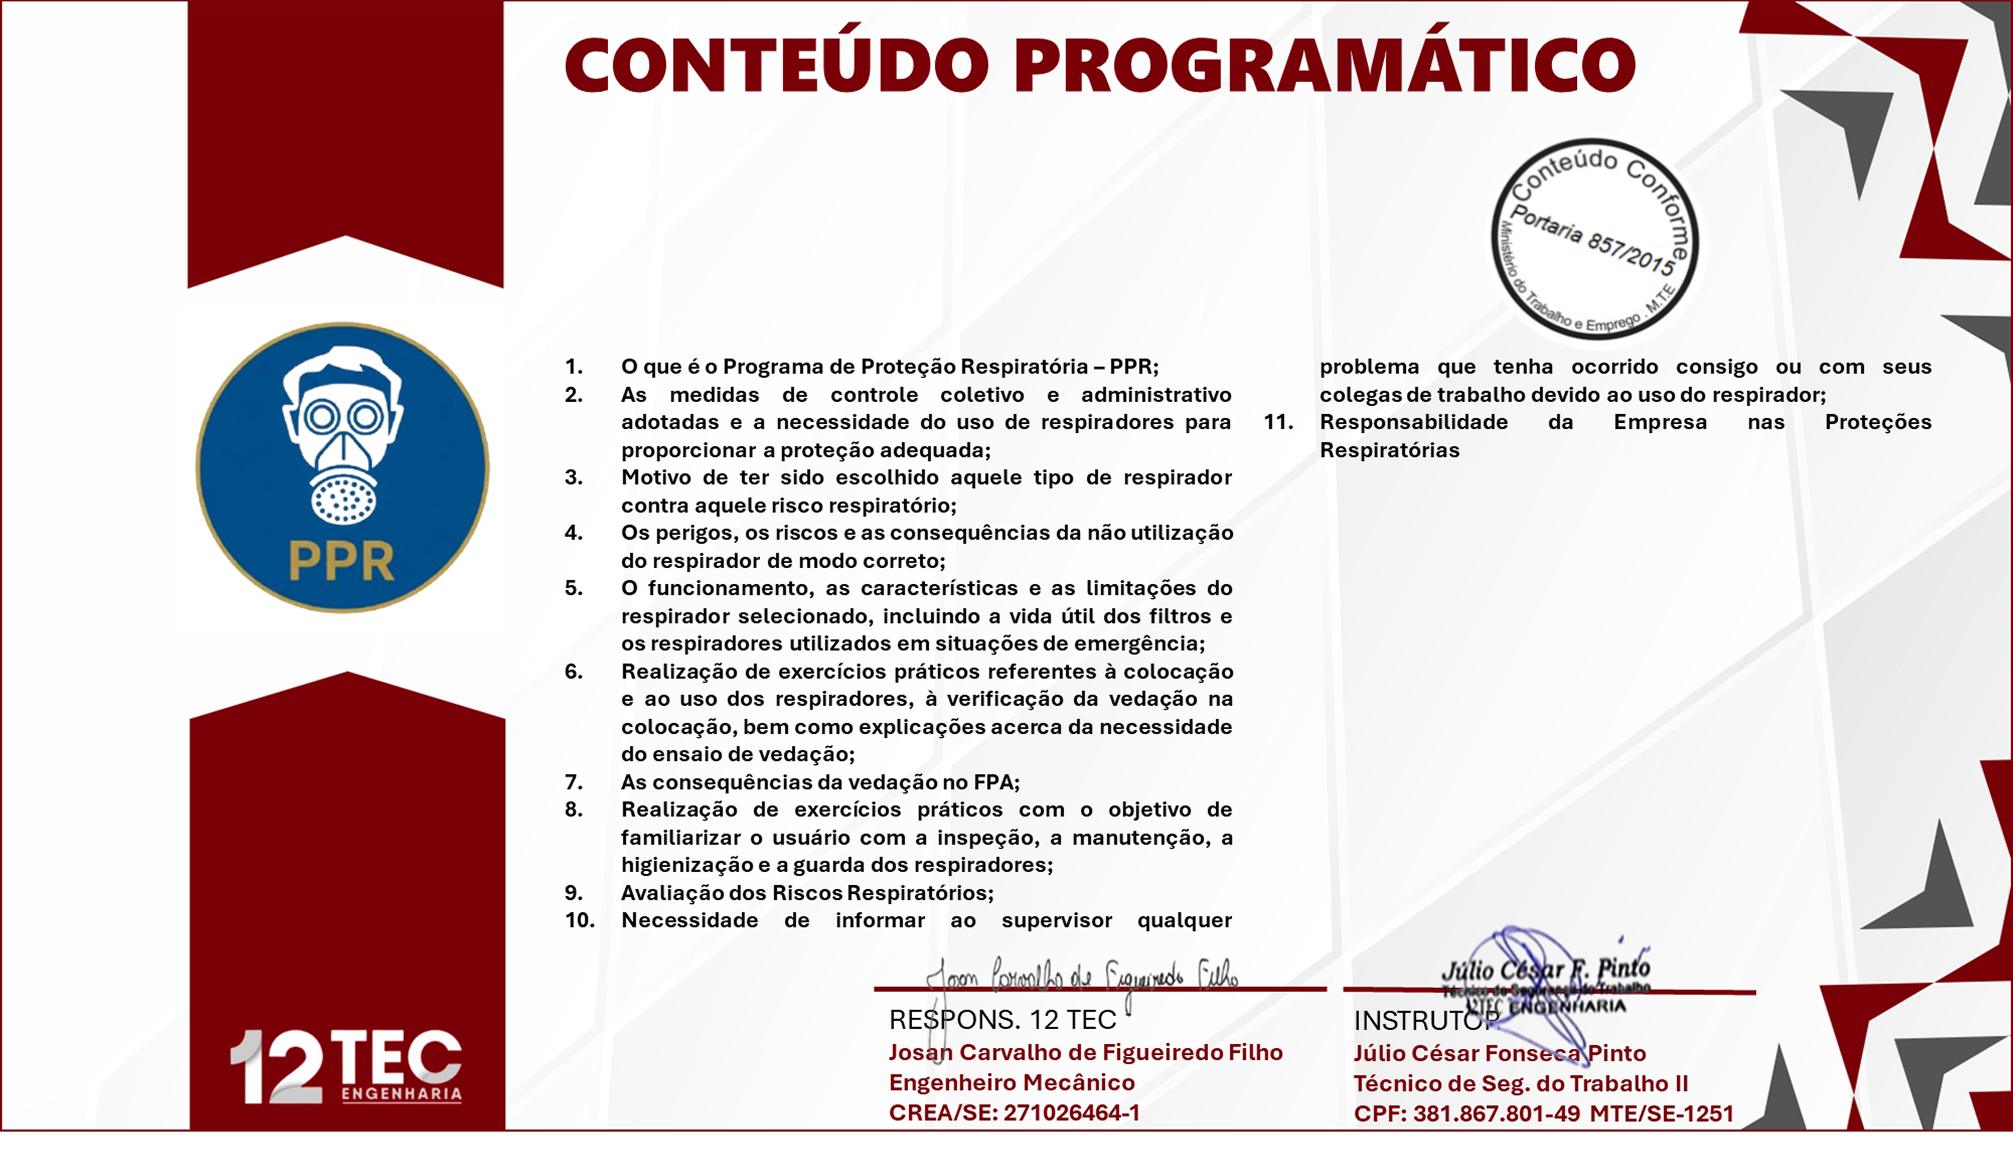 CONTEÚDO PROGRAMÁTICO
Conteúdo Conforme
Portaria 857/2015
Ministério do Trabalho e Emprego . M.T.E
PPR
1. O que é o Programa de Proteção Respiratória – PPR;
2. As medidas de controle coletivo e administrativo
adotadas e a necessidade do uso de respiradores para
proporcionar a proteção adequada;
3. Motivo de ter sido escolhido aquele tipo de respirador
contra aquele risco respiratório;
4. Os perigos, os riscos e as consequências da não utilização
do respirador de modo correto;
5. O funcionamento, as características e as limitações do
respirador selecionado, incluindo a vida útil dos filtros e
os respiradores utilizados em situações de emergência;
6. Realização de exercícios práticos referentes à colocação
e ao uso dos respiradores, à verificação da vedação na
colocação, bem como explicações acerca da necessidade
do ensaio de vedação;
7. As consequências da vedação no FPA;
8. Realização de exercícios práticos com o objetivo de
familiarizar o usuário com a inspeção, a manutenção, a
higienização e a guarda dos respiradores;
9. Avaliação dos Riscos Respiratórios;
10. Necessidade de informar ao supervisor qualquer
problema que tenha ocorrido consigo ou com seus
colegas de trabalho devido ao uso do respirador;
11. Responsabilidade da Empresa nas Proteções
Respiratórias
Josan Carvalho de Figueiredo Filho
RESPONS. 12 TEC
Josan Carvalho de Figueiredo Filho
Engenheiro Mecânico
CREA/SE: 271026464-1
Júlio César F. Pinto
Técnico de Segurança do Trabalho
12TEC ENGENHARIA
INSTRUTOR
Júlio César Fonseca Pinto
Técnico de Seg. do Trabalho II
CPF: 381.867.801-49 MTE/SE-1251
12 TEC
ENGENHARIA